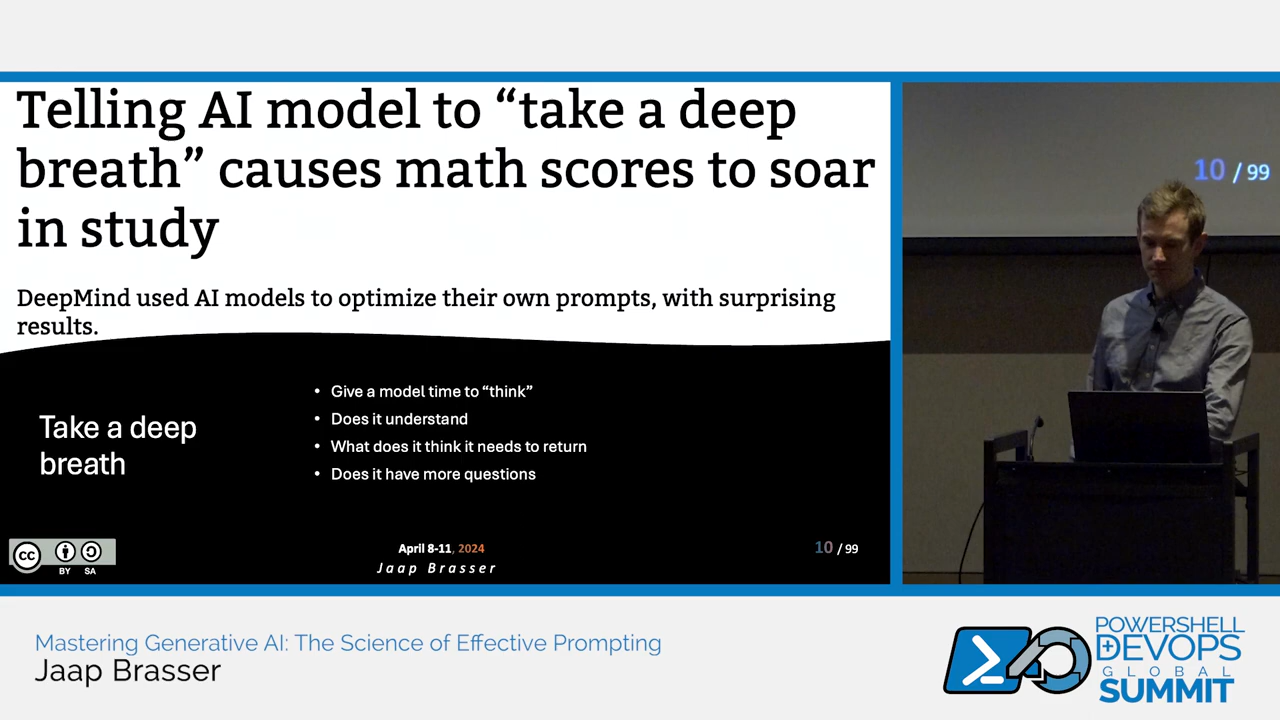 Telling AI model to “take a deep
breath” causes math scores to soar
in study
DeepMind used AI models to optimize their own prompts, with surprising
results.
Take a deep
breath
• Give a model time to “think”
• Does it understand
• What does it think it needs to return
• Does it have more questions
cc
BY SA
April 8-11, 2024
Jaap Brasser
10 / 99
10 / 99
Mastering Generative AI: The Science of Effective Prompting
Jaap Brasser
POWERSHELL
DEVOPS
GLOBAL
SUMMIT